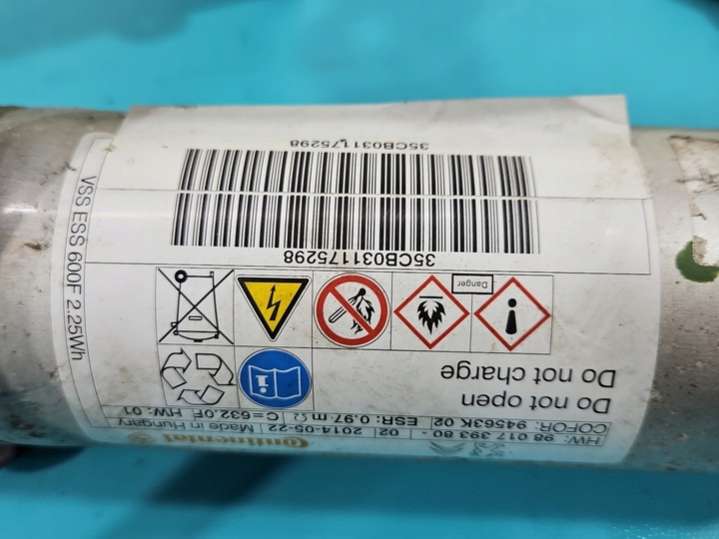 HW: 98 017 393 80 - 02 2014-05-22 Made in Hungary
Continental
COFOR: 94563K 02 ESR: 0.97 mΩ C=632.0F HW: 01
Do not open
Do not charge
Danger
35CB031175298
35CB031175298
VSS ESS 600F 2.25Wh